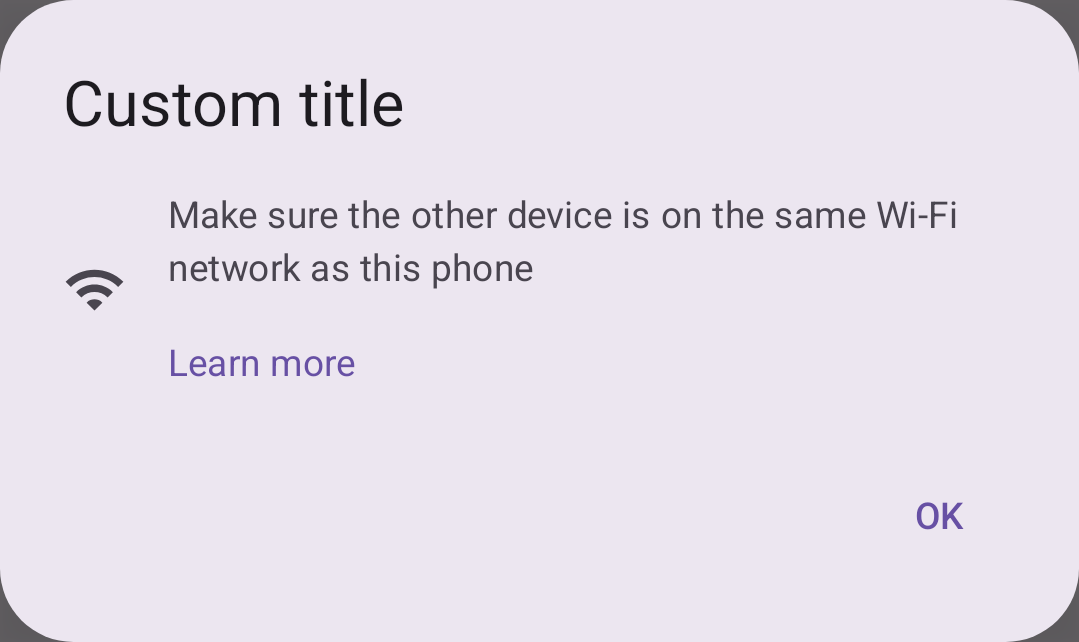 Custom title
Make sure the other device is on the same Wi-Fi
network as this phone
Learn more
OK